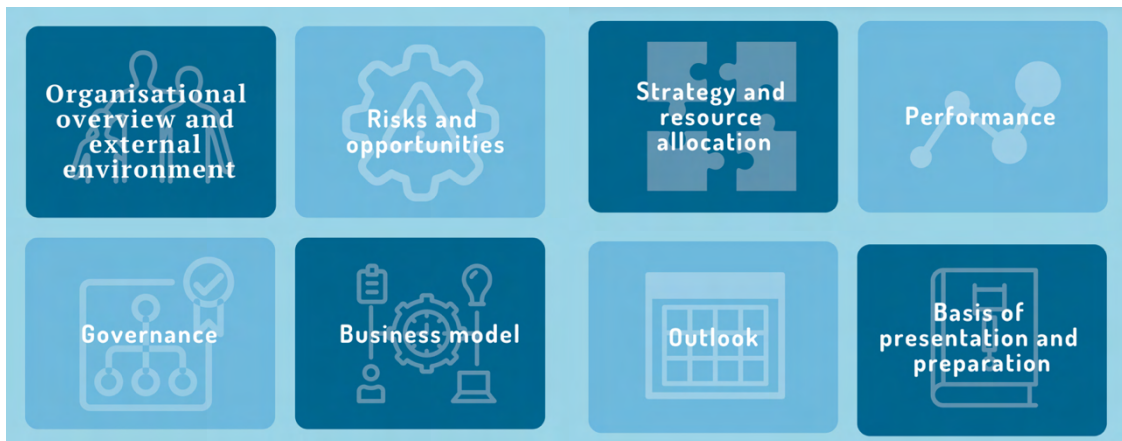 Organisational
overview and
external
environment
Risks and
opportunities
Strategy and
resource
allocation
Performance
Governance
Business model
Outlook
Basis of
presentation and
preparation